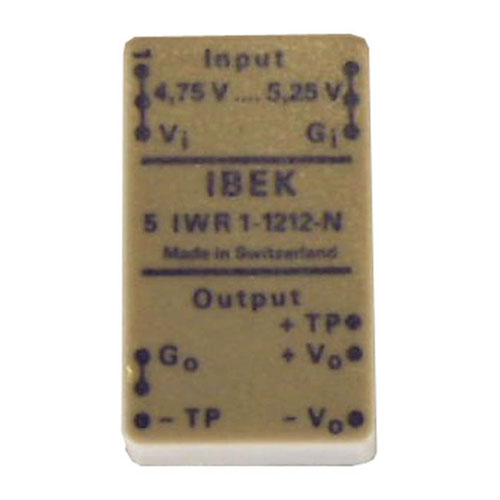 1 Input
4,75 V .... 5,25 V
Vi Gi
IBEK
5 IWR 1-1212-N
Made in Switzerland
Output
+ TP
Go + Vo
- TP - Vo